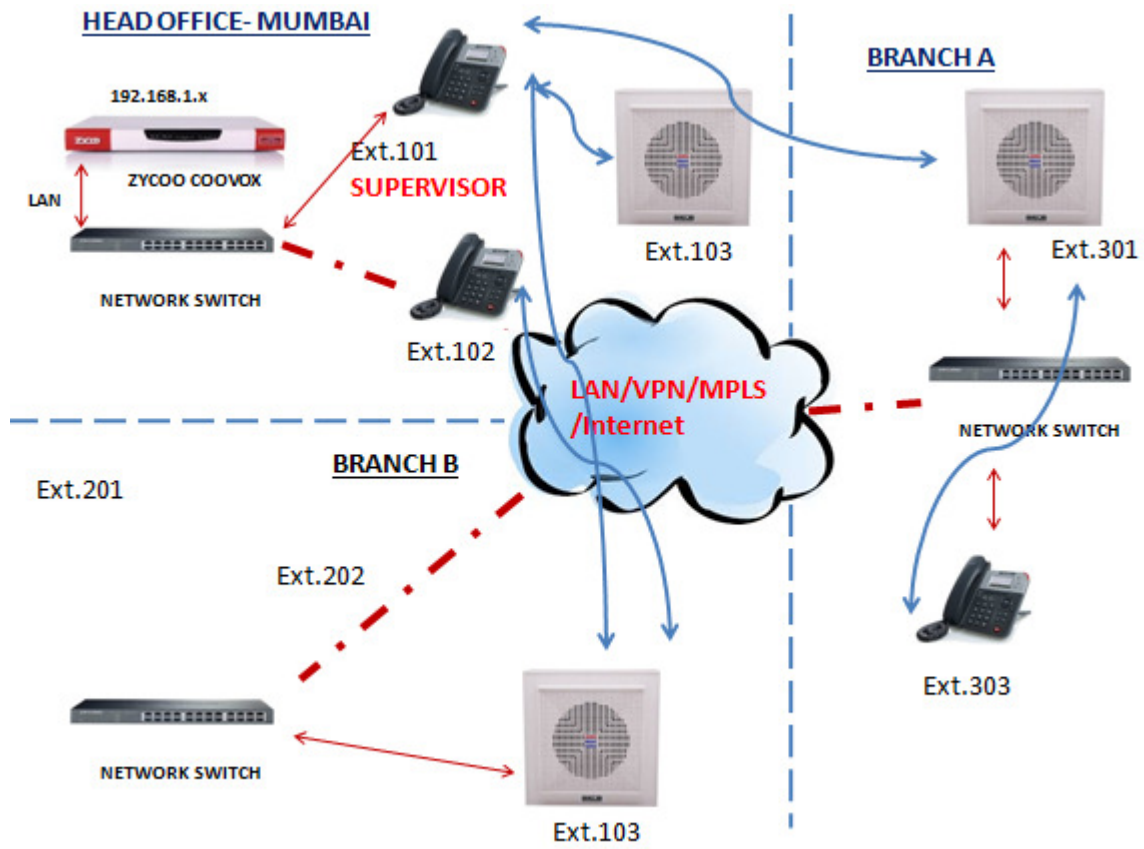 HEAD OFFICE- MUMBAI
BRANCH A
192.168.1.x
ZYCOO
ZYCOO COOVOX
LAN
Ext.101
SUPERVISOR
NETWORK SWITCH
Ext.102
Ext.103
Ext.301
LAN/VPN/MPLS
/Internet
NETWORK SWITCH
BRANCH B
Ext.201
Ext.202
Ext.303
NETWORK SWITCH
Ext.103